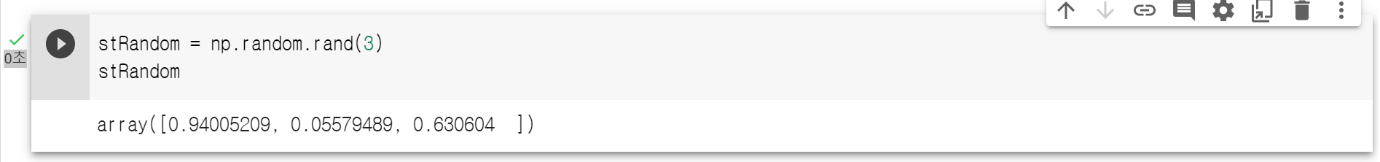 0초
stRandom = np.random.rand(3)
stRandom
array([0.94005209, 0.05579489, 0.630604  ])